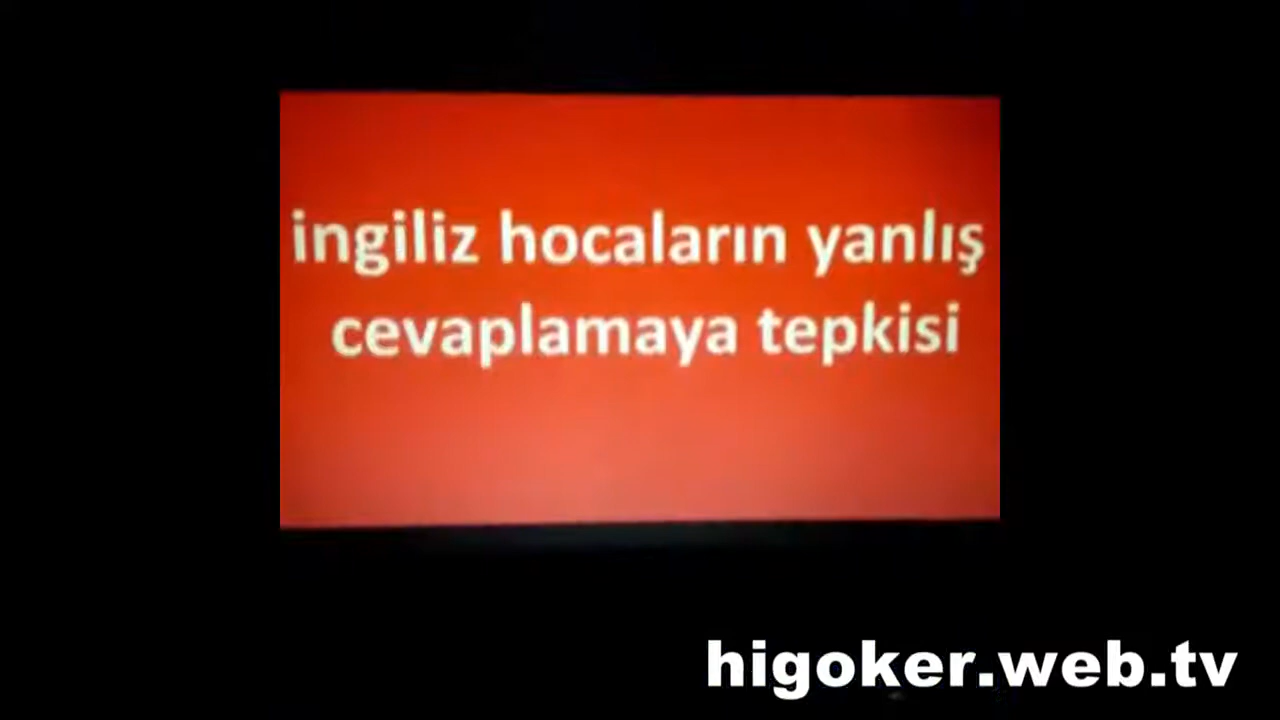 ingiliz hocaların yanlış
cevaplamaya tepkisi
higoker.web.tv